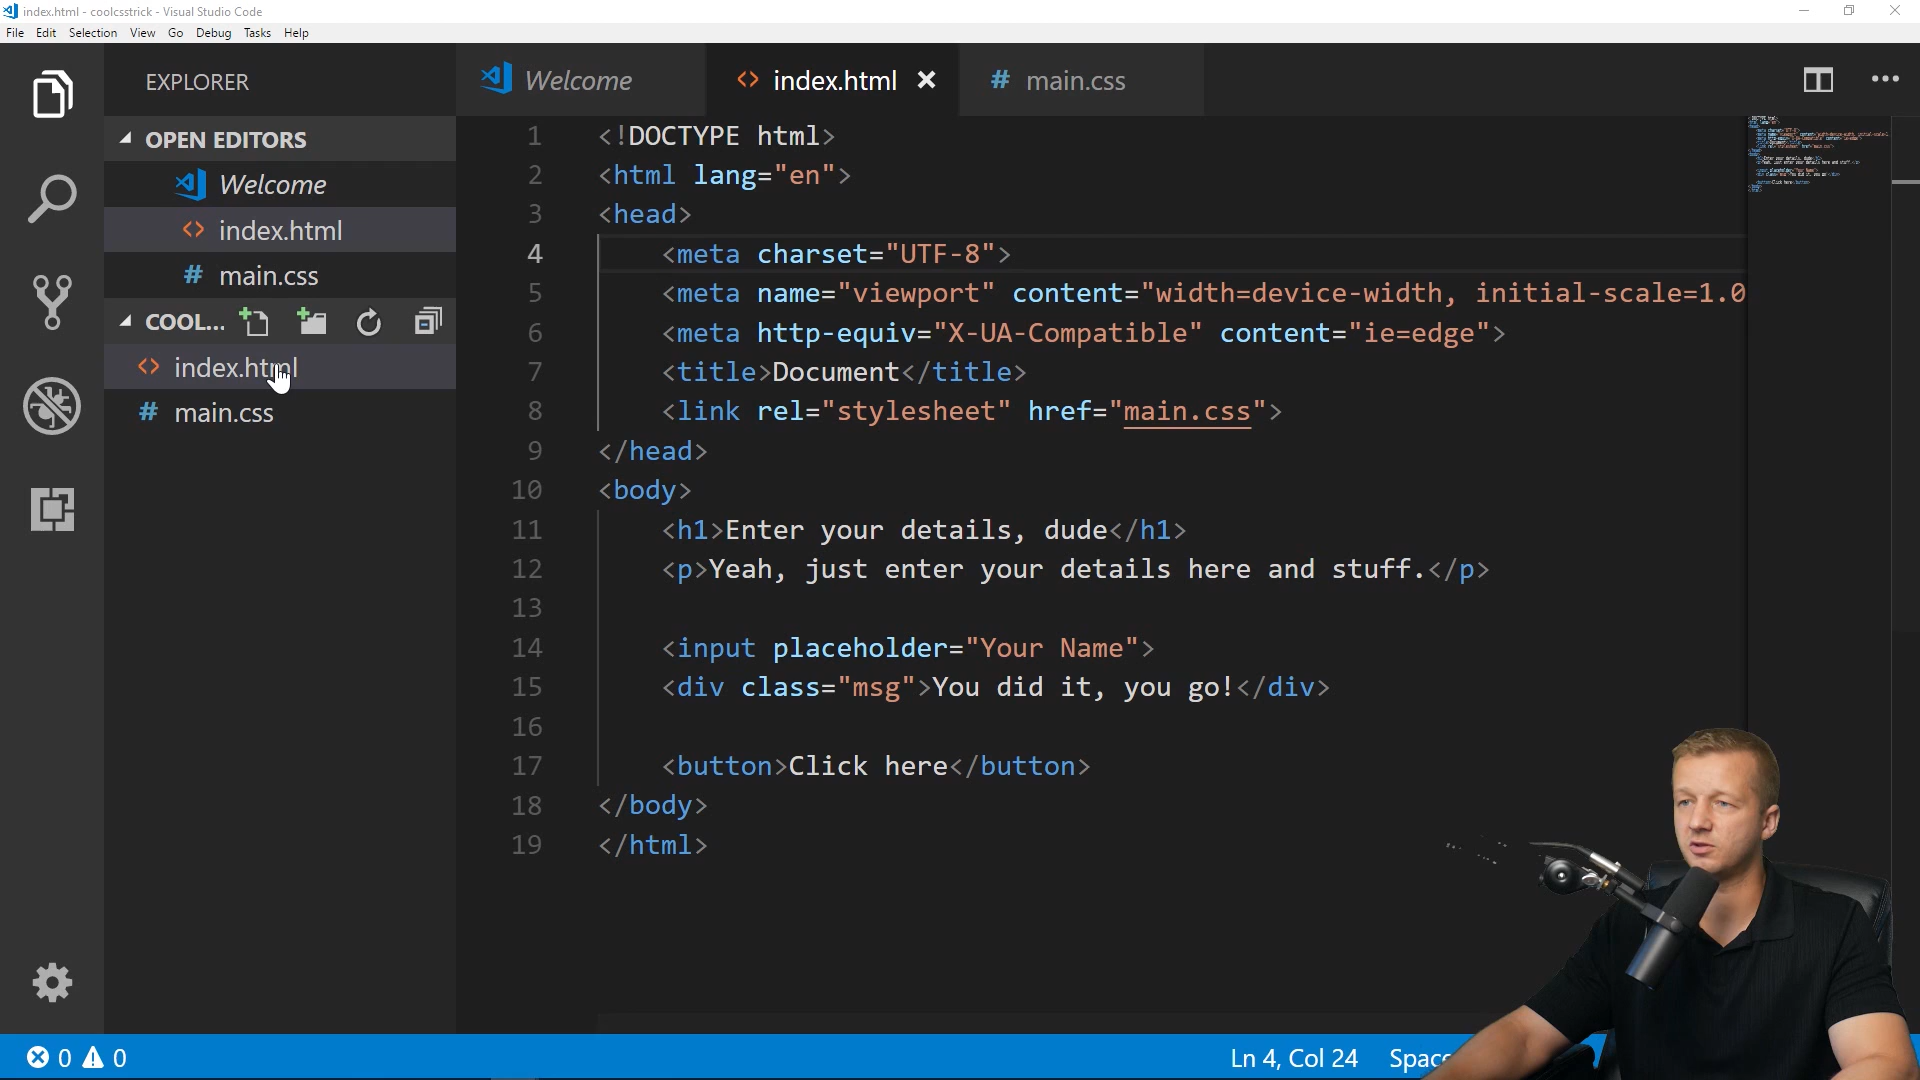 index.html - coolcsstrick - Visual Studio Code
File Edit Selection View Go Debug Tasks Help
EXPLORER
OPEN EDITORS
Welcome
index.html
main.css
COOL...
index.html
main.css
Welcome
index.html
main.css
1 <!DOCTYPE html>
2 <html lang="en">
3 <head>
4 <meta charset="UTF-8">
5 <meta name="viewport" content="width=device-width, initial-scale=1.0
6 <meta http-equiv="X-UA-Compatible" content="ie=edge">
7 <title>Document</title>
8 <link rel="stylesheet" href="main.css">
9 </head>
10 <body>
11 <h1>Enter your details, dude</h1>
12 <p>Yeah, just enter your details here and stuff.</p>
13
14 <input placeholder="Your Name">
15 <div class="msg">You did it, you go!</div>
16
17 <button>Click here</button>
18 </body>
19 </html>
0 0
Ln 4, Col 24